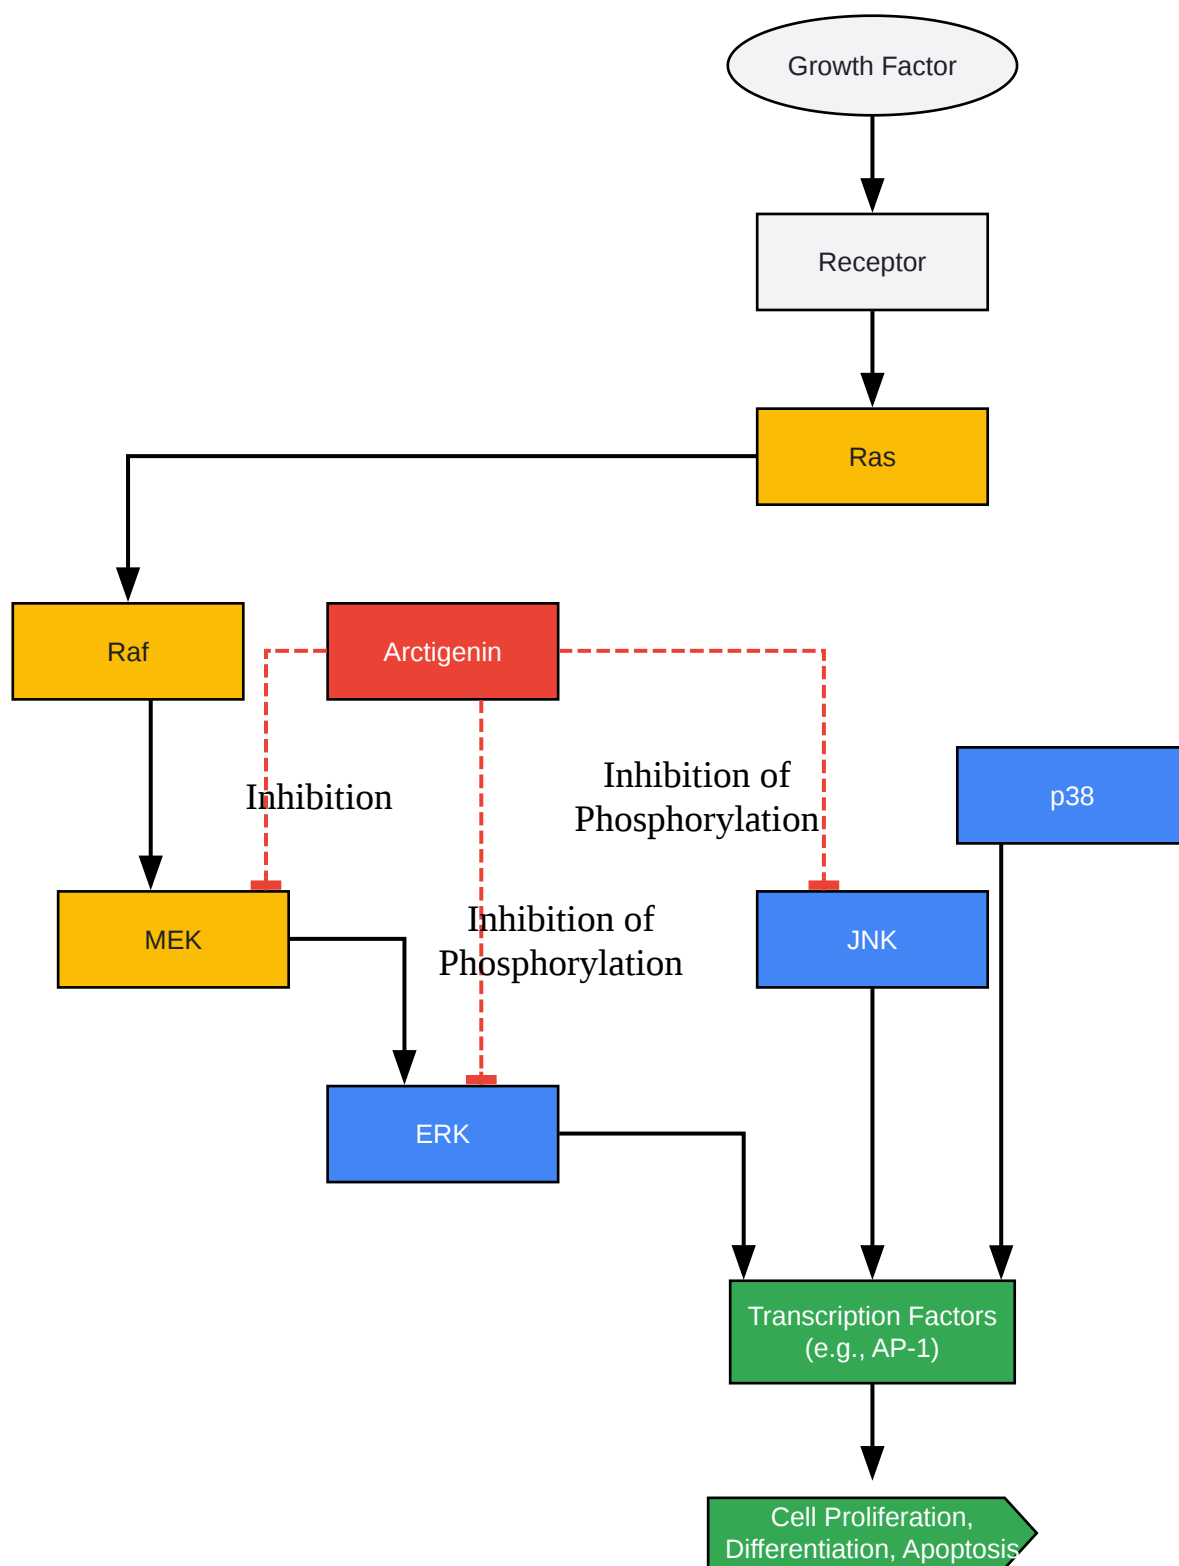 Growth Factor
Receptor
Ras
Raf
Arctigenin
Inhibition
Inhibition of
Phosphorylation
p38
MEK
Inhibition of
Phosphorylation
JNK
ERK
Transcription Factors
(e.g., AP-1)
Cell Proliferation,
Differentiation, Apoptosis